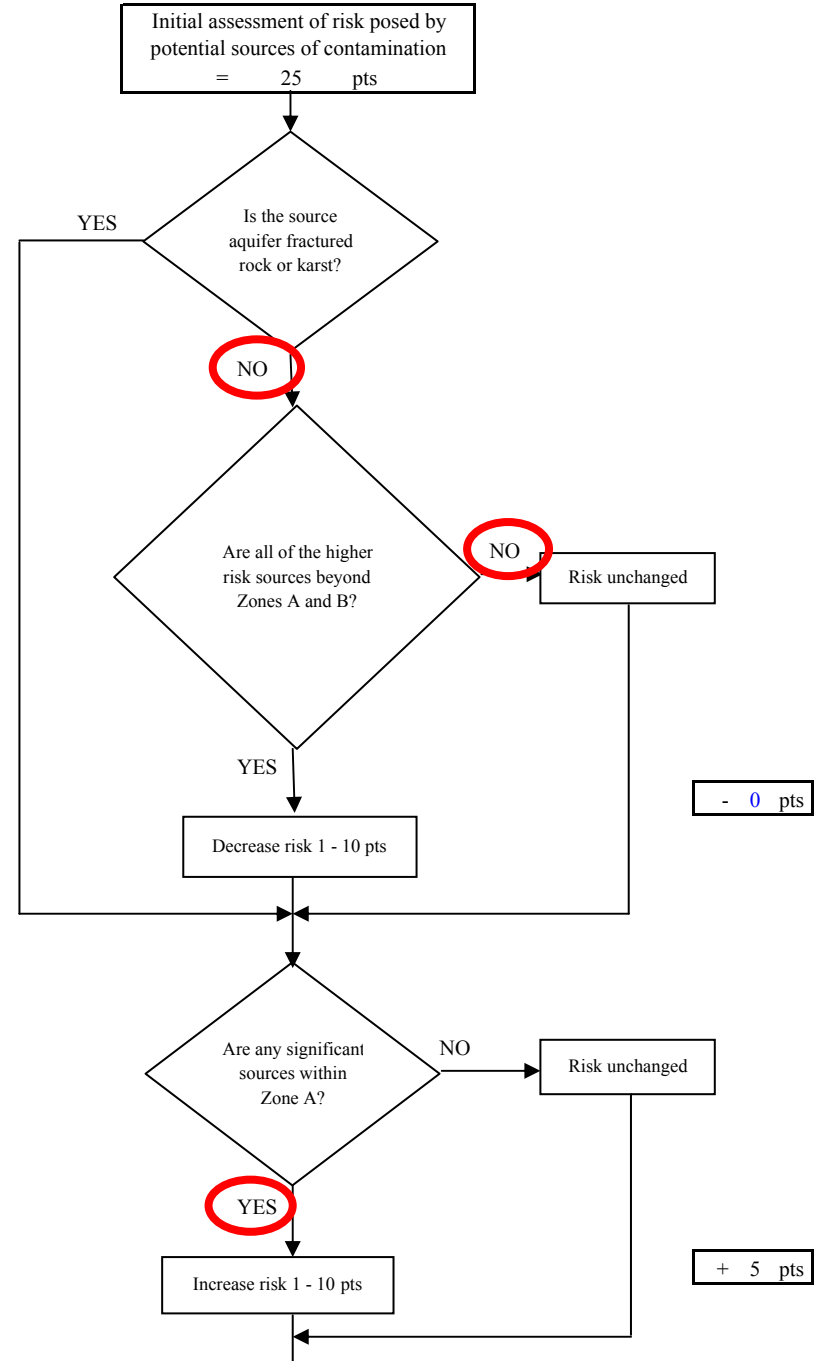 Initial assessment of risk posed by
potential sources of contamination
= 25 pts
YES
Is the source
aquifer fractured
rock or karst?
NO
Are all of the higher
risk sources beyond
Zones A and B?
NO
Risk unchanged
YES
- 0 pts
Decrease risk 1 - 10 pts
Are any significant
sources within
Zone A?
NO
Risk unchanged
YES
+ 5 pts
Increase risk 1 - 10 pts